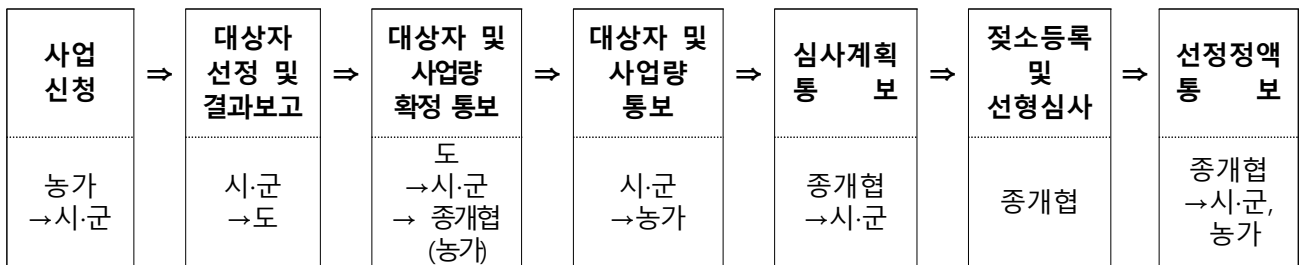 사업
신청
⇒
대상자
선정 및
결과보고
⇒
대상자 및
사업량
확정 통보
⇒
대상자 및
사업량
통보
⇒
심사계획
통 보
⇒
젖소등록
및
선형심사
⇒
선정정액
통 보
농가
→시·군
시·군
→도
도
→시·군
→ 종개협
(농가)
시·군
→농가
종개협
→시·군
종개협
종개협
→시·군,
농가